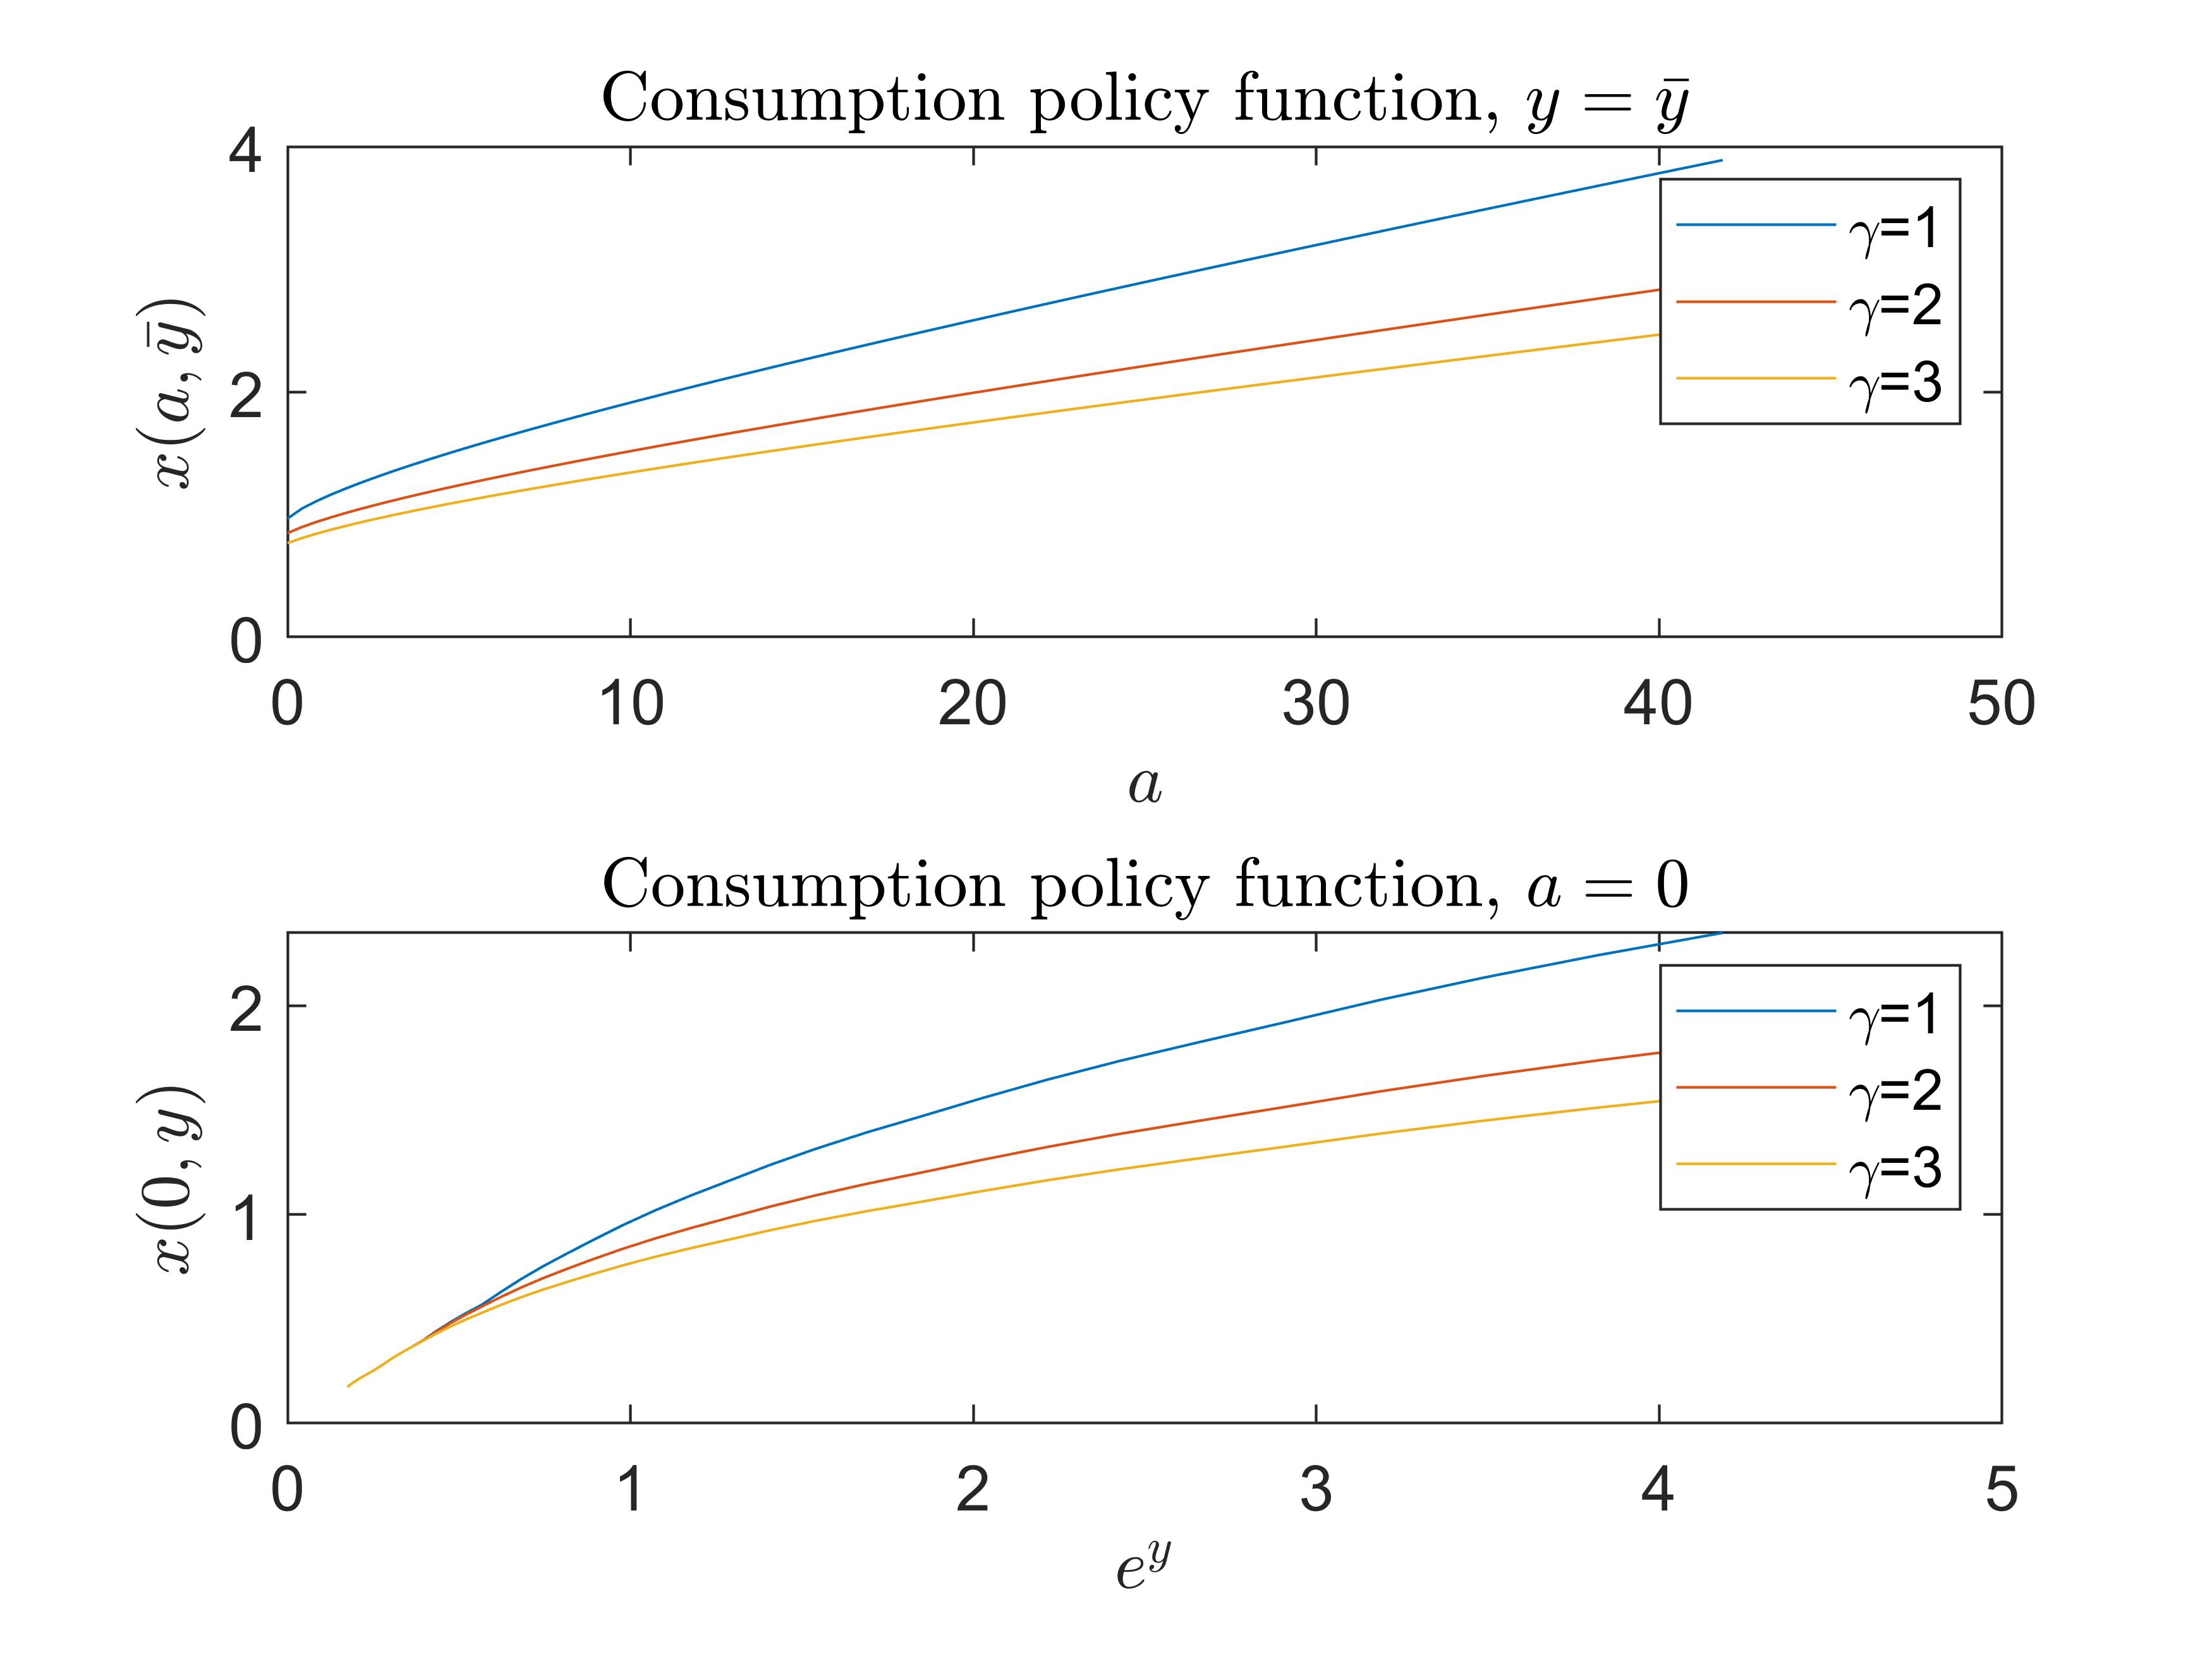 Consumption policy function, y = ȳ
x(a, ȳ)
4
2
0
0 10 20 30 40 50
a
γ=1
γ=2
γ=3
Consumption policy function, a = 0
x(0, y)
2
1
0
0 1 2 3 4 5
e^y
γ=1
γ=2
γ=3